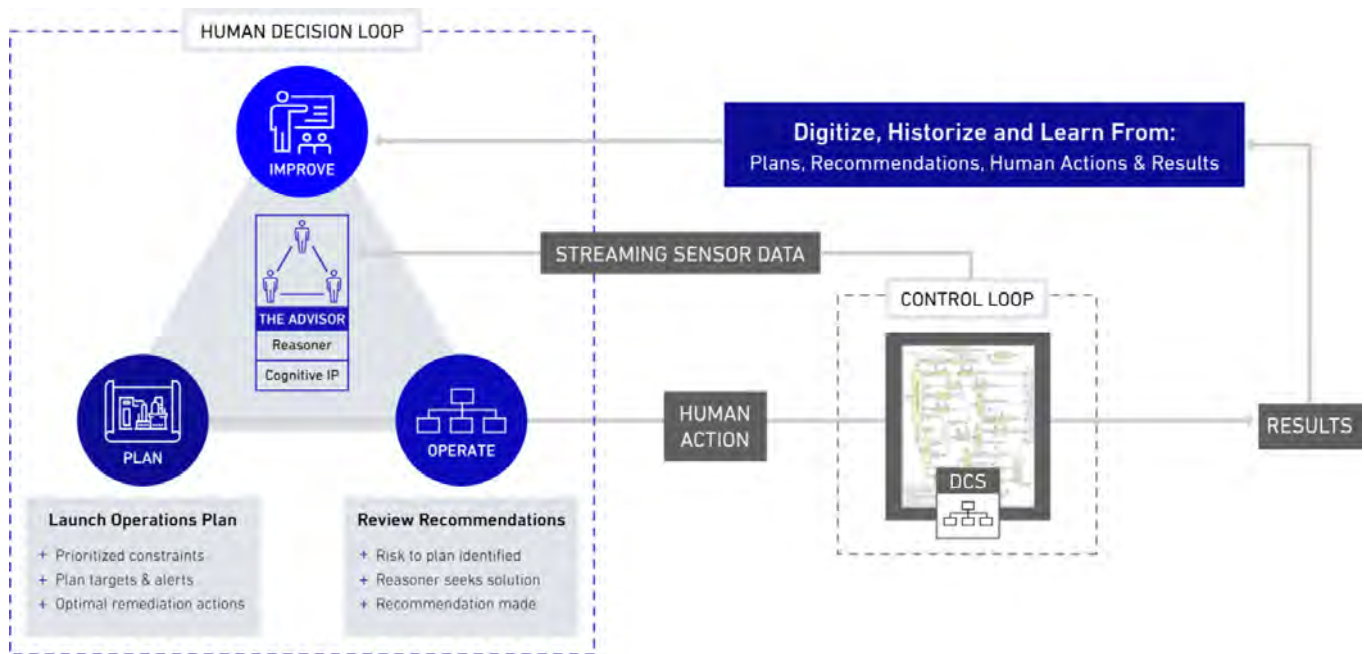 HUMAN DECISION LOOP
IMPROVE
THE ADVISOR
Reasoner
Cognitive IP
PLAN
OPERATE
Launch Operations Plan
+ Prioritized constraints
+ Plan targets & alerts
+ Optimal remediation actions
Review Recommendations
+ Risk to plan identified
+ Reasoner seeks solution
+ Recommendation made
Digitize, Historize and Learn From:
Plans, Recommendations, Human Actions & Results
STREAMING SENSOR DATA
CONTROL LOOP
HUMAN
ACTION
DCS
RESULTS